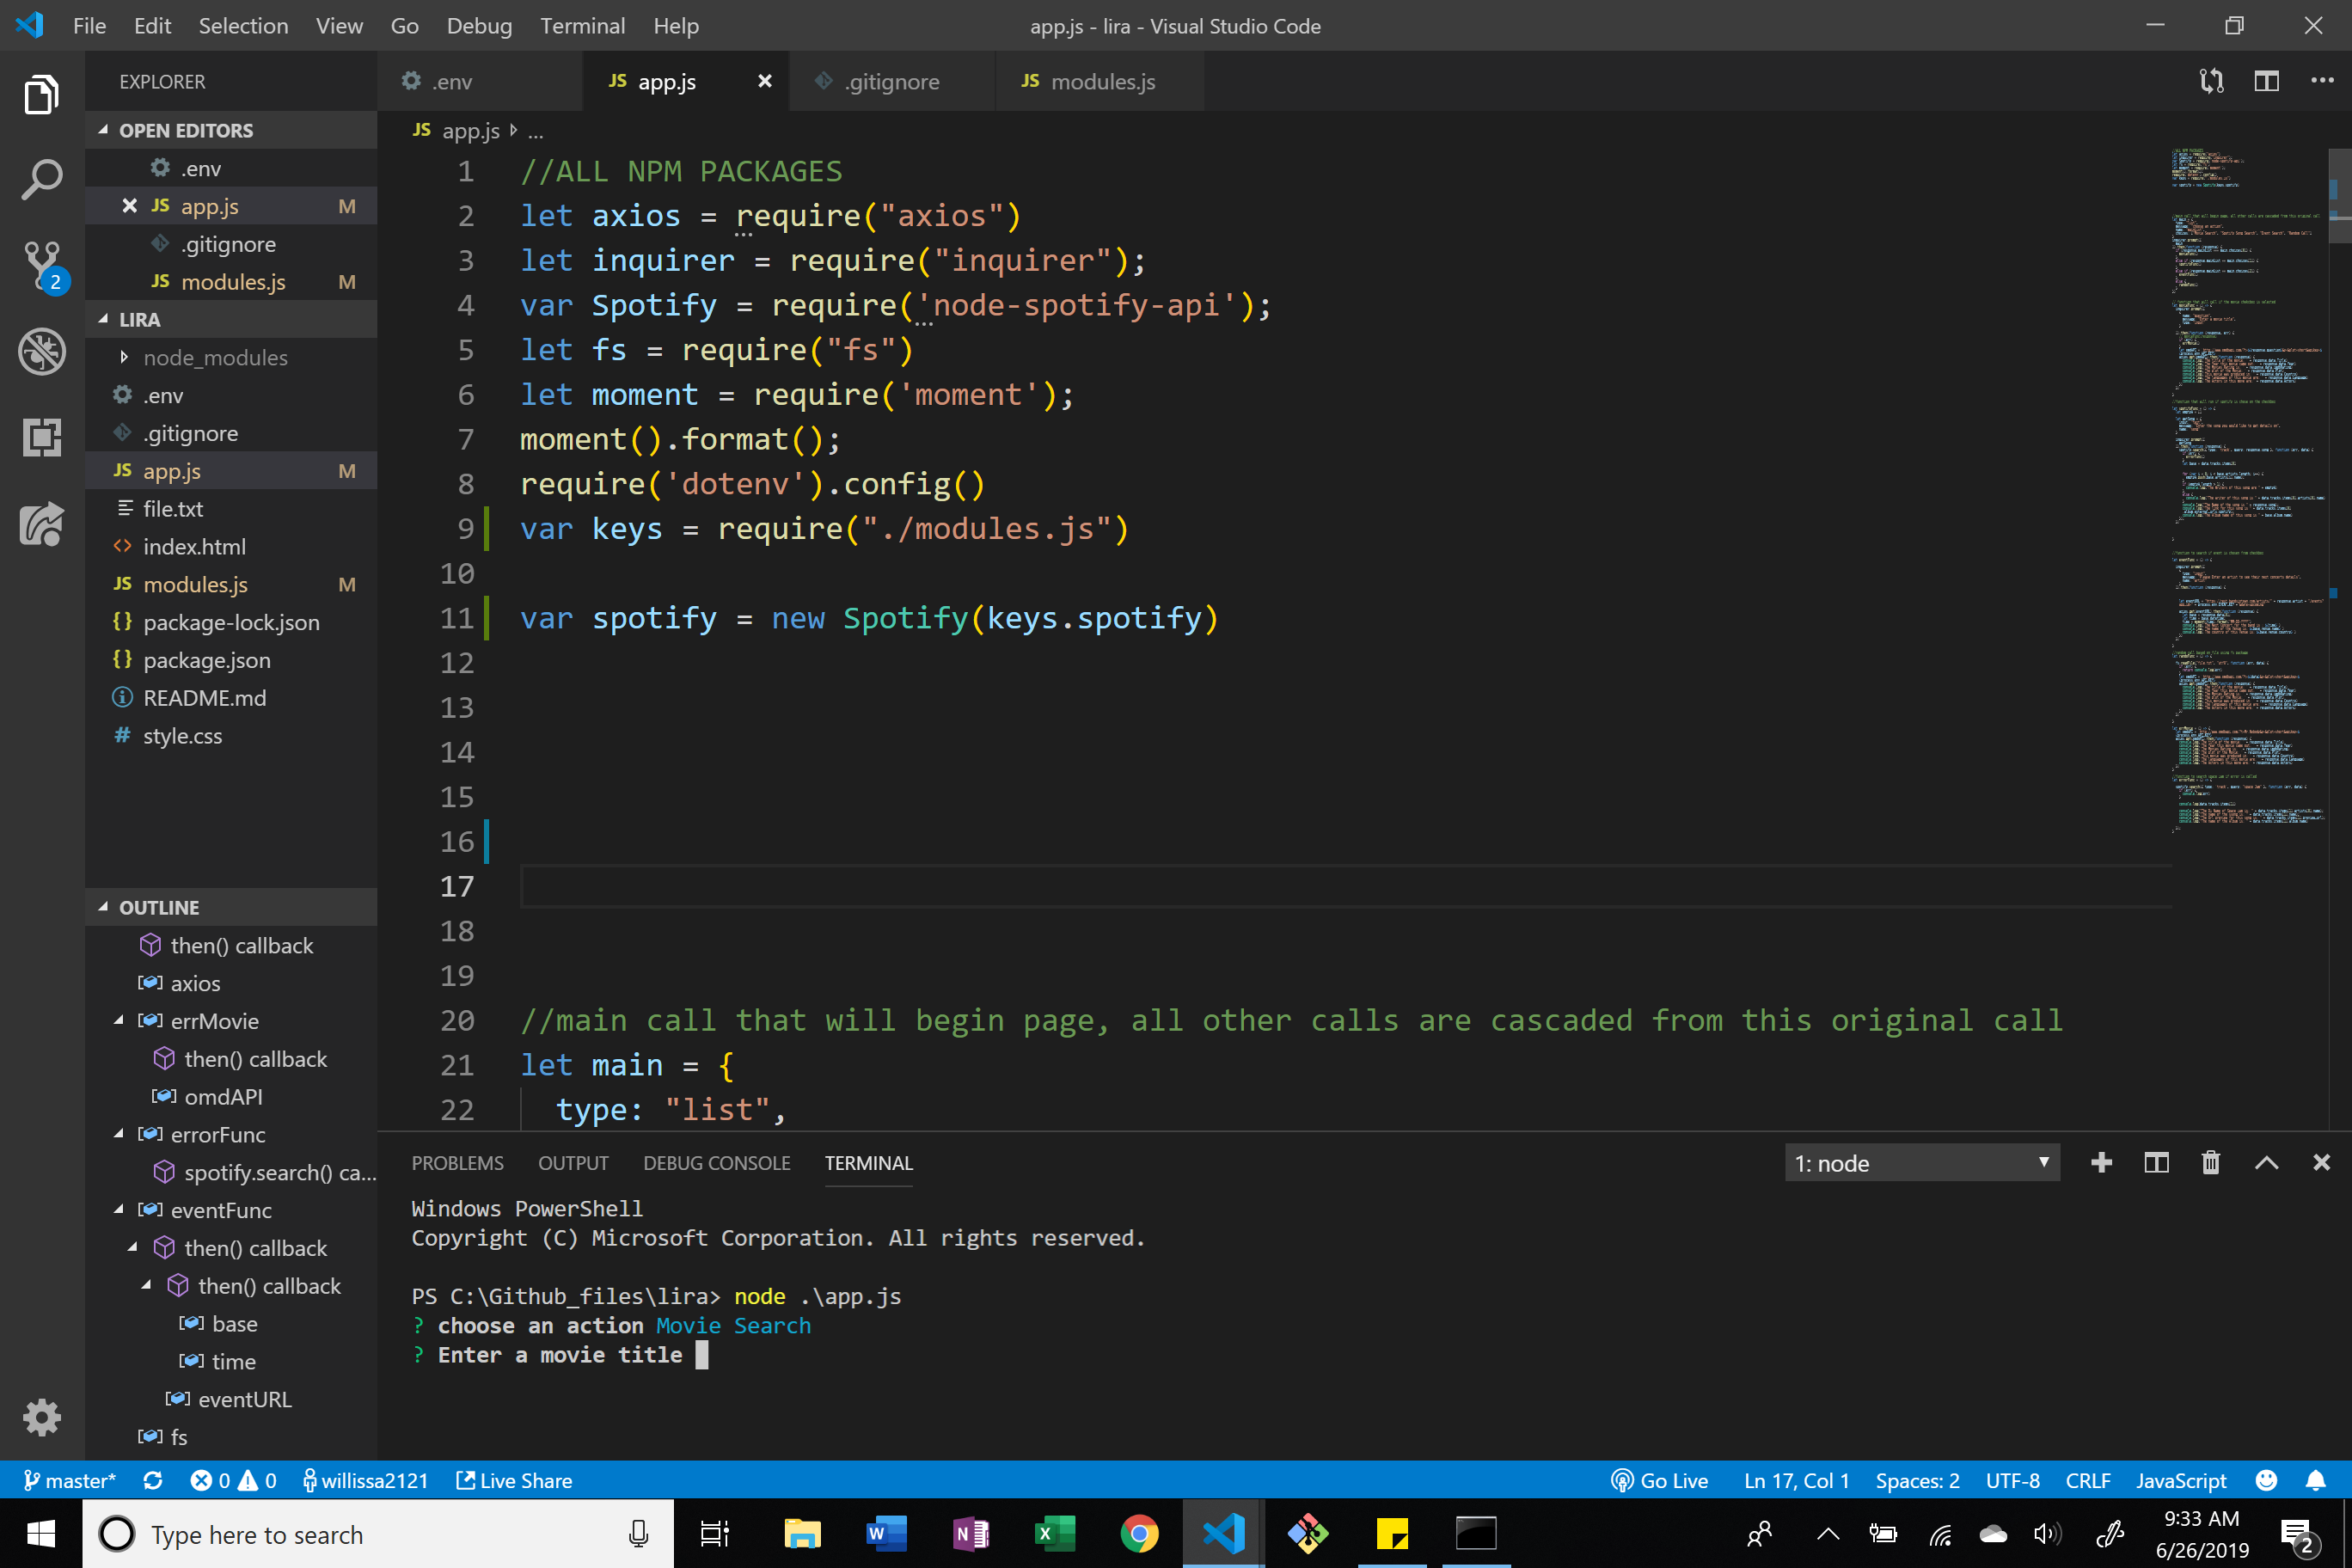 File Edit Selection View Go Debug Terminal Help
app.js - lira - Visual Studio Code
EXPLORER
OPEN EDITORS
.env
JS app.js M
.gitignore
JS modules.js M
LIRA
node_modules
.env
.gitignore
JS app.js M
file.txt
<> index.html
JS modules.js M
{} package-lock.json
{} package.json
README.md
# style.css
OUTLINE
then() callback
axios
errMovie
then() callback
omdAPI
errorFunc
spotify.search() ca...
eventFunc
then() callback
then() callback
base
time
eventURL
fs
2
.env
JS app.js
.gitignore
JS modules.js
JS app.js ...
1 //ALL NPM PACKAGES
2 let axios = require("axios")
3 let inquirer = require("inquirer");
4 var Spotify = require('node-spotify-api');
5 let fs = require("fs")
6 let moment = require('moment');
7 moment().format();
8 require('dotenv').config()
9 var keys = require("./modules.js")
10
11 var spotify = new Spotify(keys.spotify)
12
13
14
15
16
17
18
19
20 //main call that will begin page, all other calls are cascaded from this original call
21 let main = {
22 type: "list",
PROBLEMS OUTPUT DEBUG CONSOLE TERMINAL
1: node
Windows PowerShell
Copyright (C) Microsoft Corporation. All rights reserved.
PS C:\Github_files\lira> node .\app.js
? choose an action Movie Search
? Enter a movie title
master* 0 0 willissa2121 Live Share
Go Live Ln 17, Col 1 Spaces: 2 UTF-8 CRLF JavaScript
Type here to search
9:33 AM
6/26/2019
2